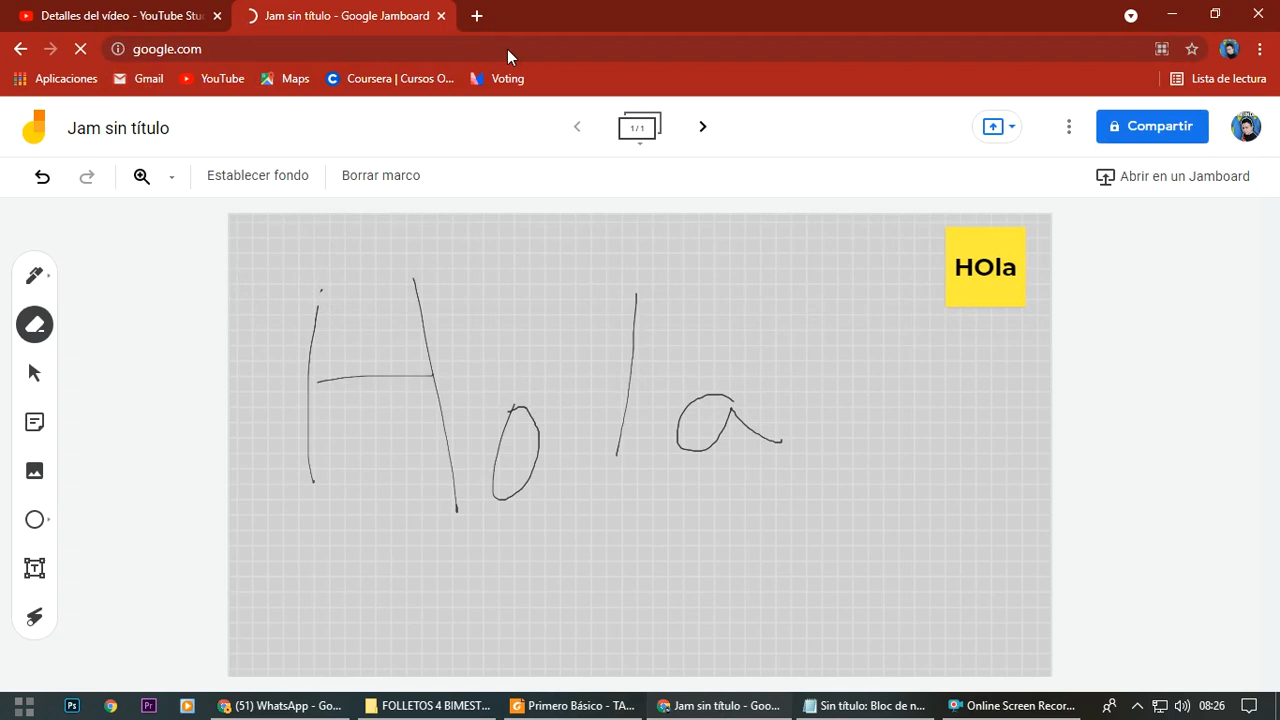 Detalles del vídeo - YouTube Stu
Jam sin título - Google Jamboard
google.com
Aplicaciones
Gmail
YouTube
Maps
Coursera | Cursos O...
Voting
Lista de lectura
Jam sin título
1 / 1
Compartir
Establecer fondo
Borrar marco
Abrir en un Jamboard
HOla
Hola
Ps
Pr
(51) WhatsApp - Go...
FOLLETOS 4 BIMEST...
Primero Básico - TA...
Jam sin título - Goo...
Sin título: Bloc de n...
Online Screen Recor...
08:26